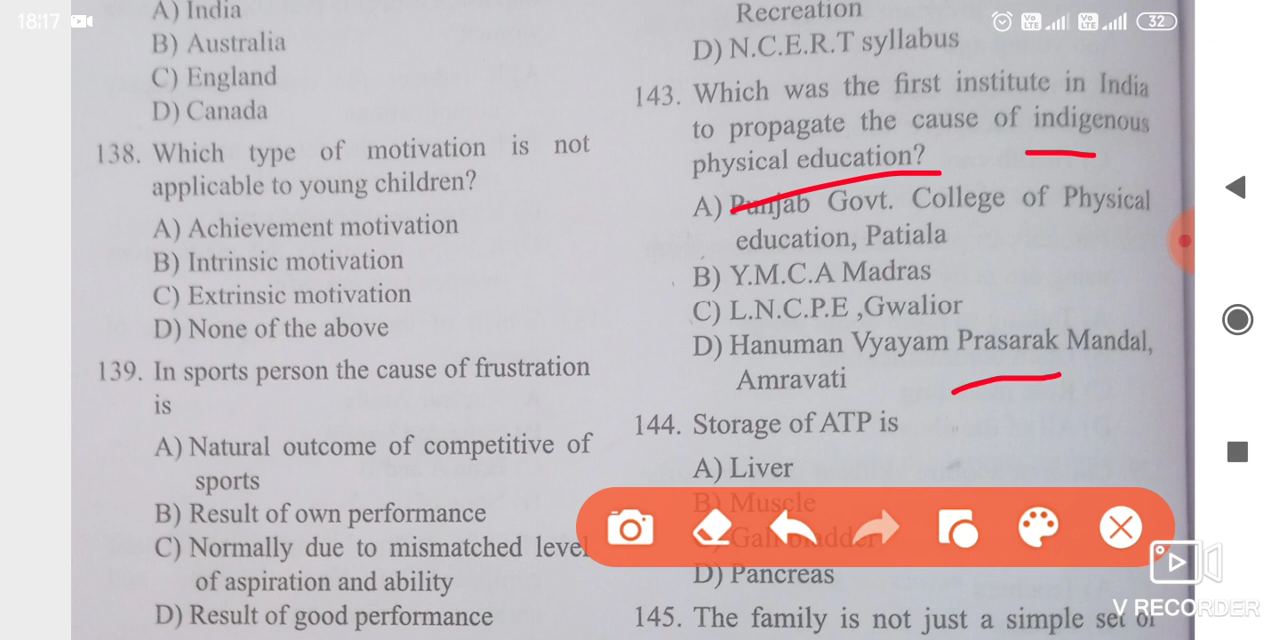 18:17
32
A) India
B) Australia
C) England
D) Canada
138. Which type of motivation is not
applicable to young children?
A) Achievement motivation
B) Intrinsic motivation
C) Extrinsic motivation
D) None of the above
139. In sports person the cause of frustration
is
A) Natural outcome of competitive of
sports
B) Result of own performance
C) Normally due to mismatched level
of aspiration and ability
D) Result of good performance
Recreation
D) N.C.E.R.T syllabus
143. Which was the first institute in India
to propagate the cause of indigenous
physical education?
A) Punjab Govt. College of Physical
education, Patiala
B) Y.M.C.A Madras
C) L.N.C.P.E ,Gwalior
D) Hanuman Vyayam Prasarak Mandal,
Amravati
144. Storage of ATP is
A) Liver
B) Muscle
C) Gall bladder
D) Pancreas
145. The family is not just a simple set of
V RECORDER